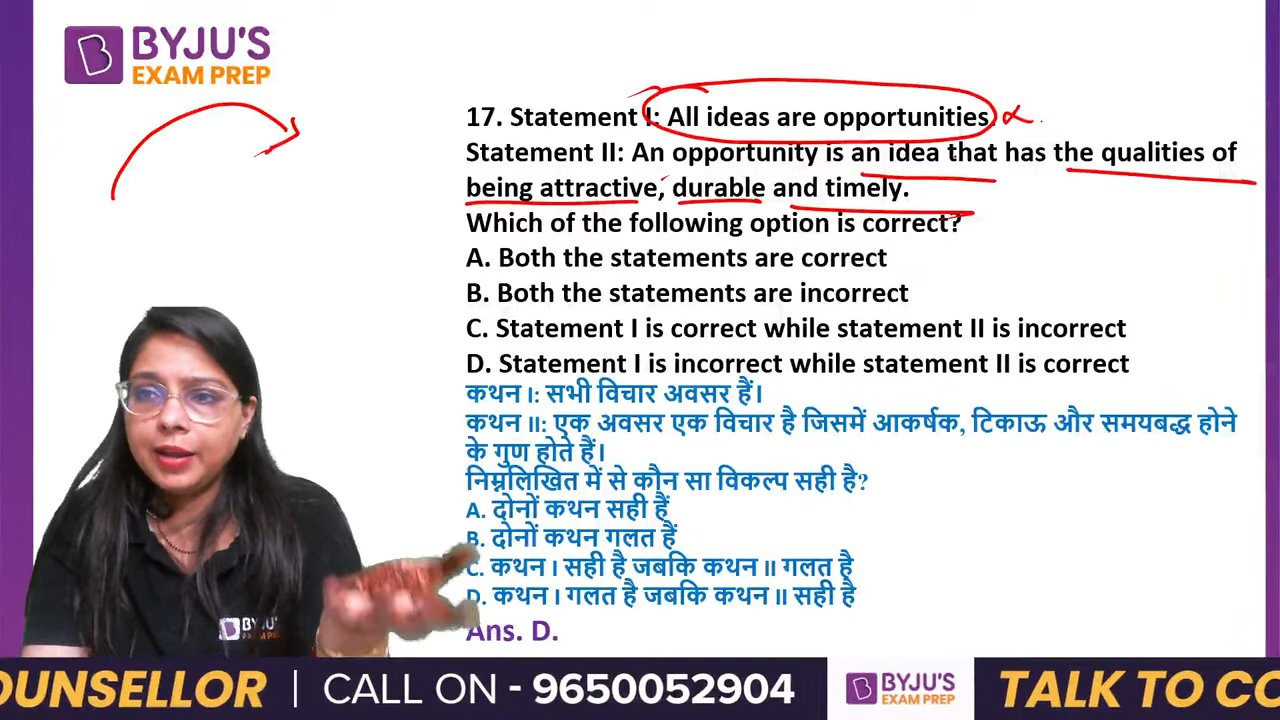 BYJU'S
EXAM PREP
17. Statement I: All ideas are opportunities.
Statement II: An opportunity is an idea that has the qualities of
being attractive, durable and timely.
Which of the following option is correct?
A. Both the statements are correct
B. Both the statements are incorrect
C. Statement I is correct while statement II is incorrect
D. Statement I is incorrect while statement II is correct
कथन I: सभी विचार अवसर हैं।
कथन II: एक अवसर एक विचार है जिसमें आकर्षक, टिकाऊ और समयबद्ध होने
के गुण होते हैं।
निम्नलिखित में से कौन सा विकल्प सही है?
A. दोनों कथन सही हैं
B. दोनों कथन गलत हैं
C. कथन I सही है जबकि कथन II गलत है
D. कथन I गलत है जबकि कथन II सही है
Ans. D.
BYJU'S
EXAM PREP
OUNSELLOR | CALL ON - 9650052904
BYJU'S
EXAM PREP
TALK TO CO